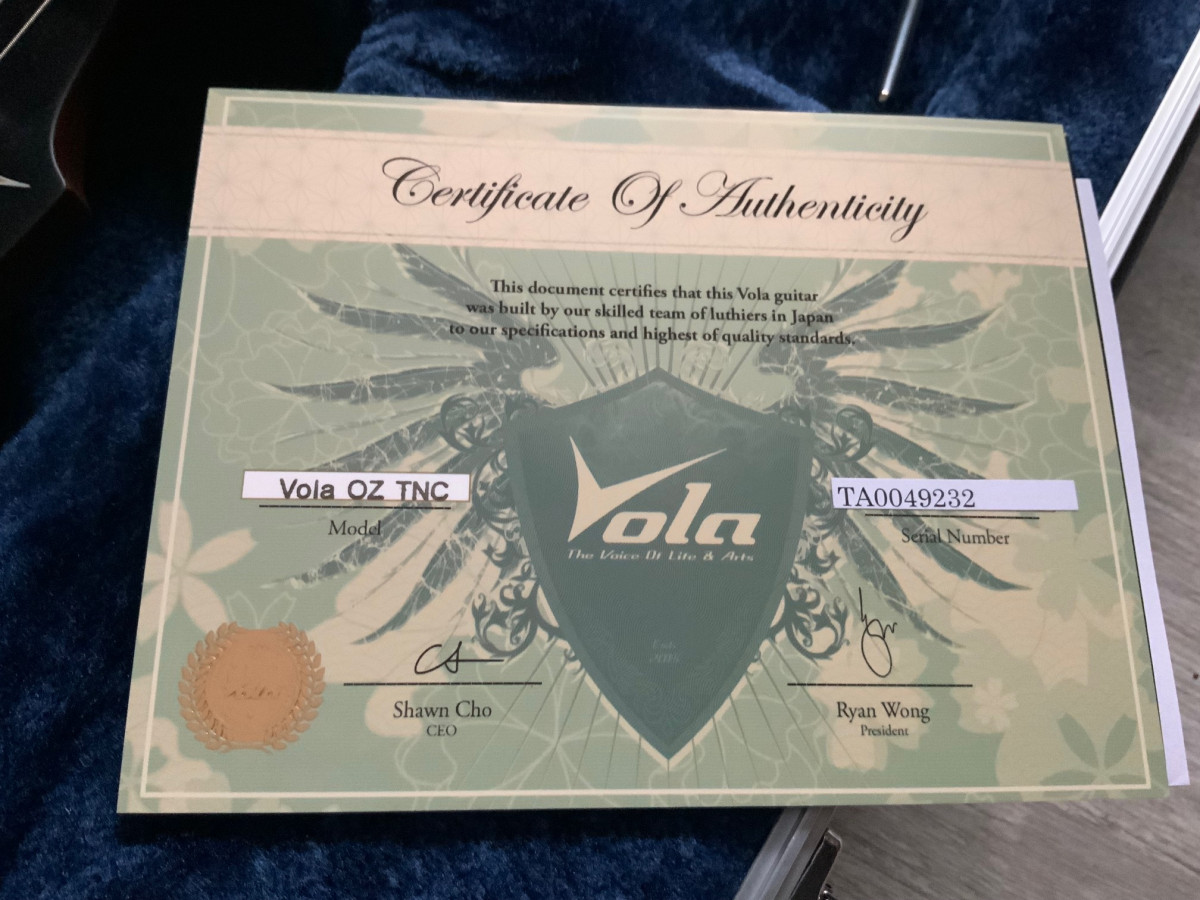 Certificate Of Authenticity
This document certifies that this Vola guitar
was built by our skilled team of luthiers in Japan
to our specifications and highest of quality standards.
Vola
The Voice Of Life & Arts
Vola OZ TNC
Model
TA0049232
Serial Number
Shawn Cho
CEO
Ryan Wong
President